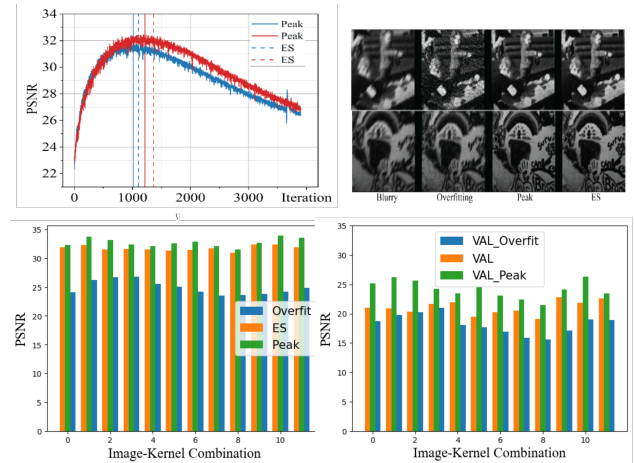 34
32
30
28
26
24
22
PSNR
Peak
Peak
ES
ES
0 1000 2000 3000 Iteration
Blurry Overfitting Peak ES
35
30
25
20
15
10
5
0
PSNR
Overfit
ES
Peak
0 2 4 6 8 10
Image-Kernel Combination
35
30
25
20
15
10
5
0
PSNR
VAL_Overfit
VAL
VAL_Peak
0 2 4 6 8 10
Image-Kernel Combination